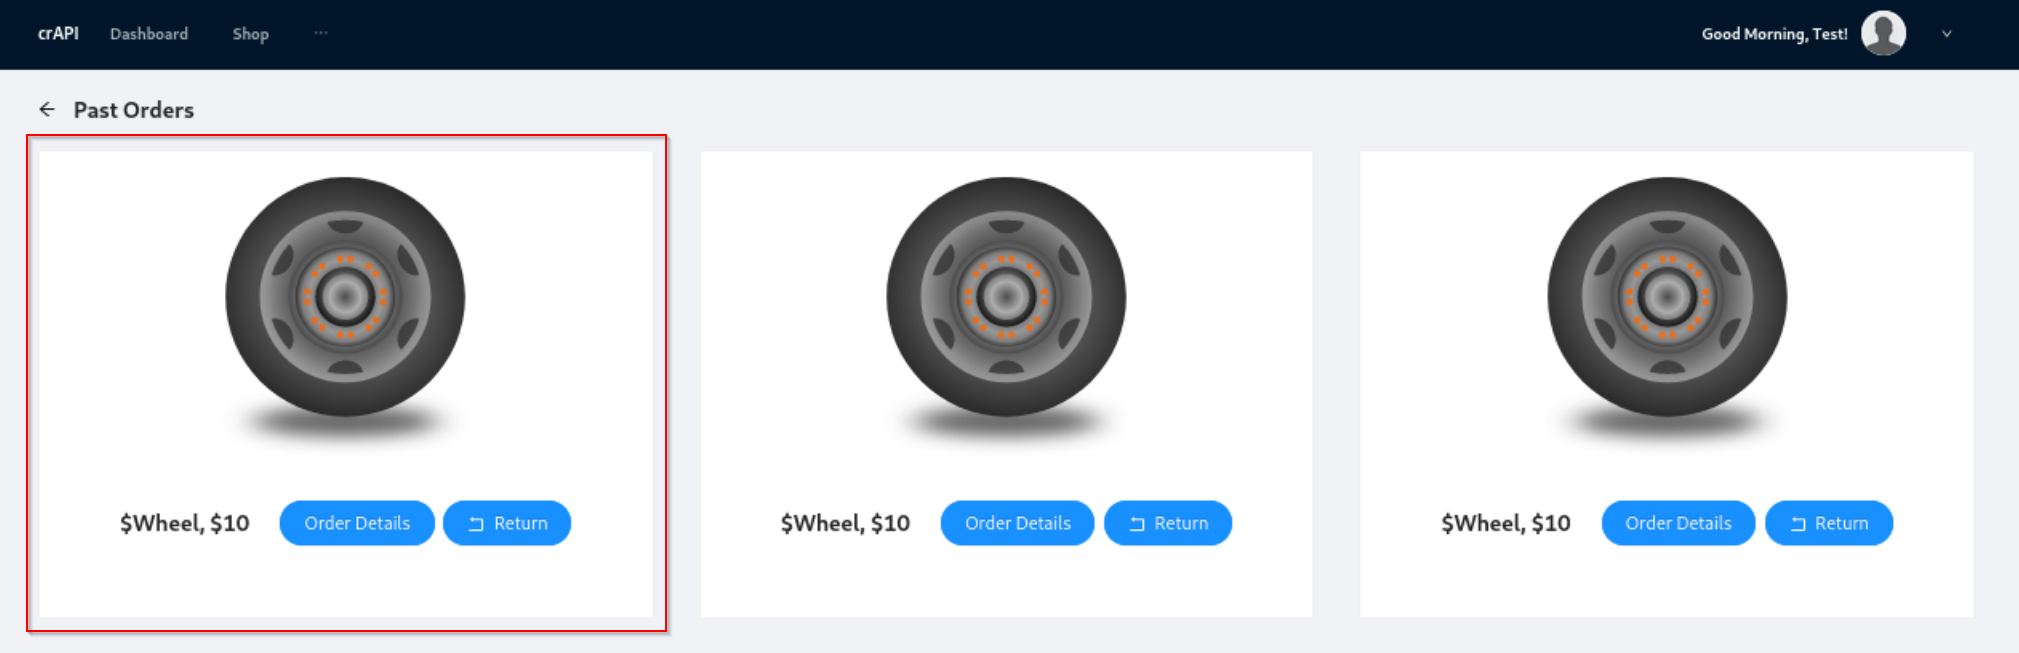 crAPI Dashboard Shop ··· Good Morning, Test!
Past Orders
$Wheel, $10 Order Details Return $Wheel, $10 Order Details Return $Wheel, $10 Order Details Return